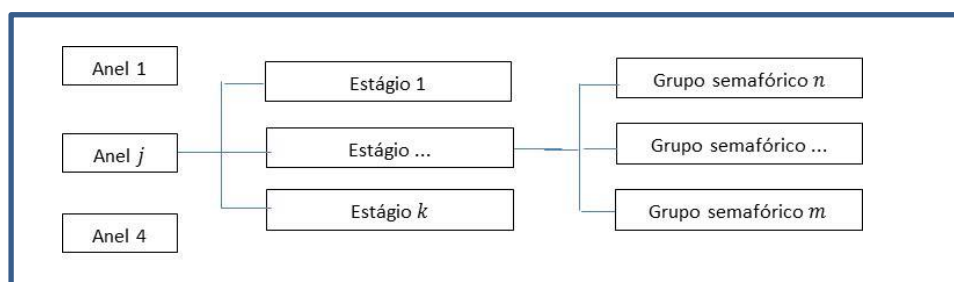 Anel 1
Estágio 1
Grupo semafórico n
Anel j
Estágio ...
Grupo semafórico ...
Estágio k
Grupo semafórico m
Anel 4